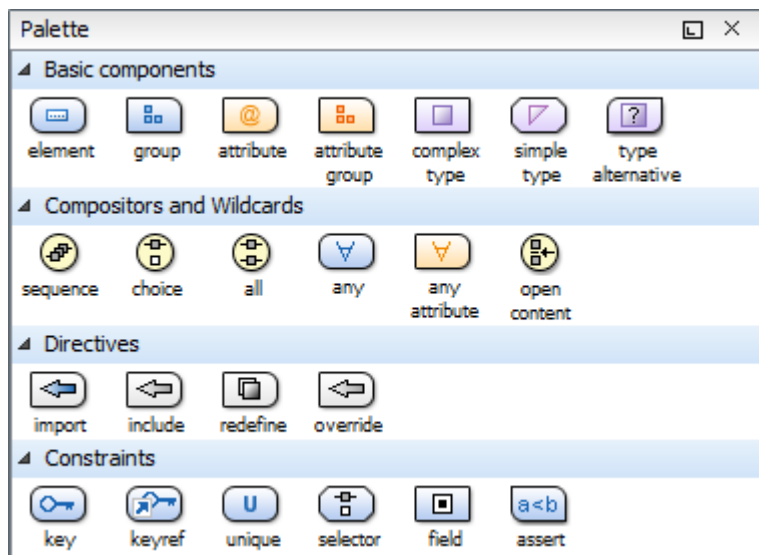 Palette
Basic components
@
?
element group attribute attribute complex simple type
group type type alternative
Compositors and Wildcards
∀ ∀
sequence choice all any any open
attribute content
Directives
import include redefine override
Constraints
U a<b
key keyref unique selector field assert